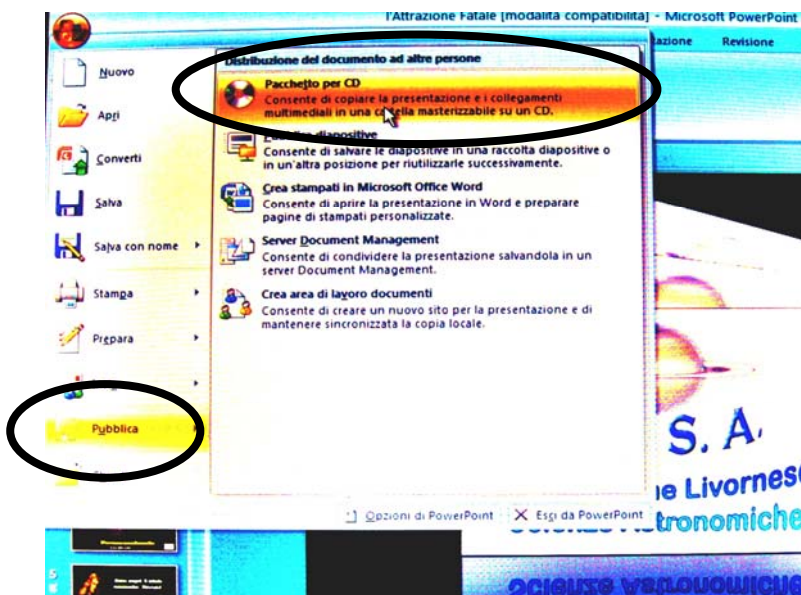 l'Attrazione Fatale [modalità compatibilità] - Microsoft PowerPoint
Revisione
Distribuzione del documento ad altre persone
Nuovo
Apri
Converti
Salva
Salva con nome
Stampa
Prepara
Pubblica
Pacchetto per CD
Consente di copiare la presentazione e i collegamenti
multimediali in una cartella masterizzabile su un CD.
diapositive
Consente di salvare le diapositive in una raccolta diapositive o
in un'altra posizione per riutilizzarle successivamente.
Crea stampati in Microsoft Office Word
Consente di aprire la presentazione in Word e preparare
pagine di stampati personalizzate.
Server Document Management
Consente di condividere la presentazione salvandola in un
server Document Management.
Crea area di lavoro documenti
Consente di creare un nuovo sito per la presentazione e di
mantenere sincronizzata la copia locale.
Opzioni di PowerPoint
Esci da PowerPoint
S. A.
Livornese
Scienze Astronomiche